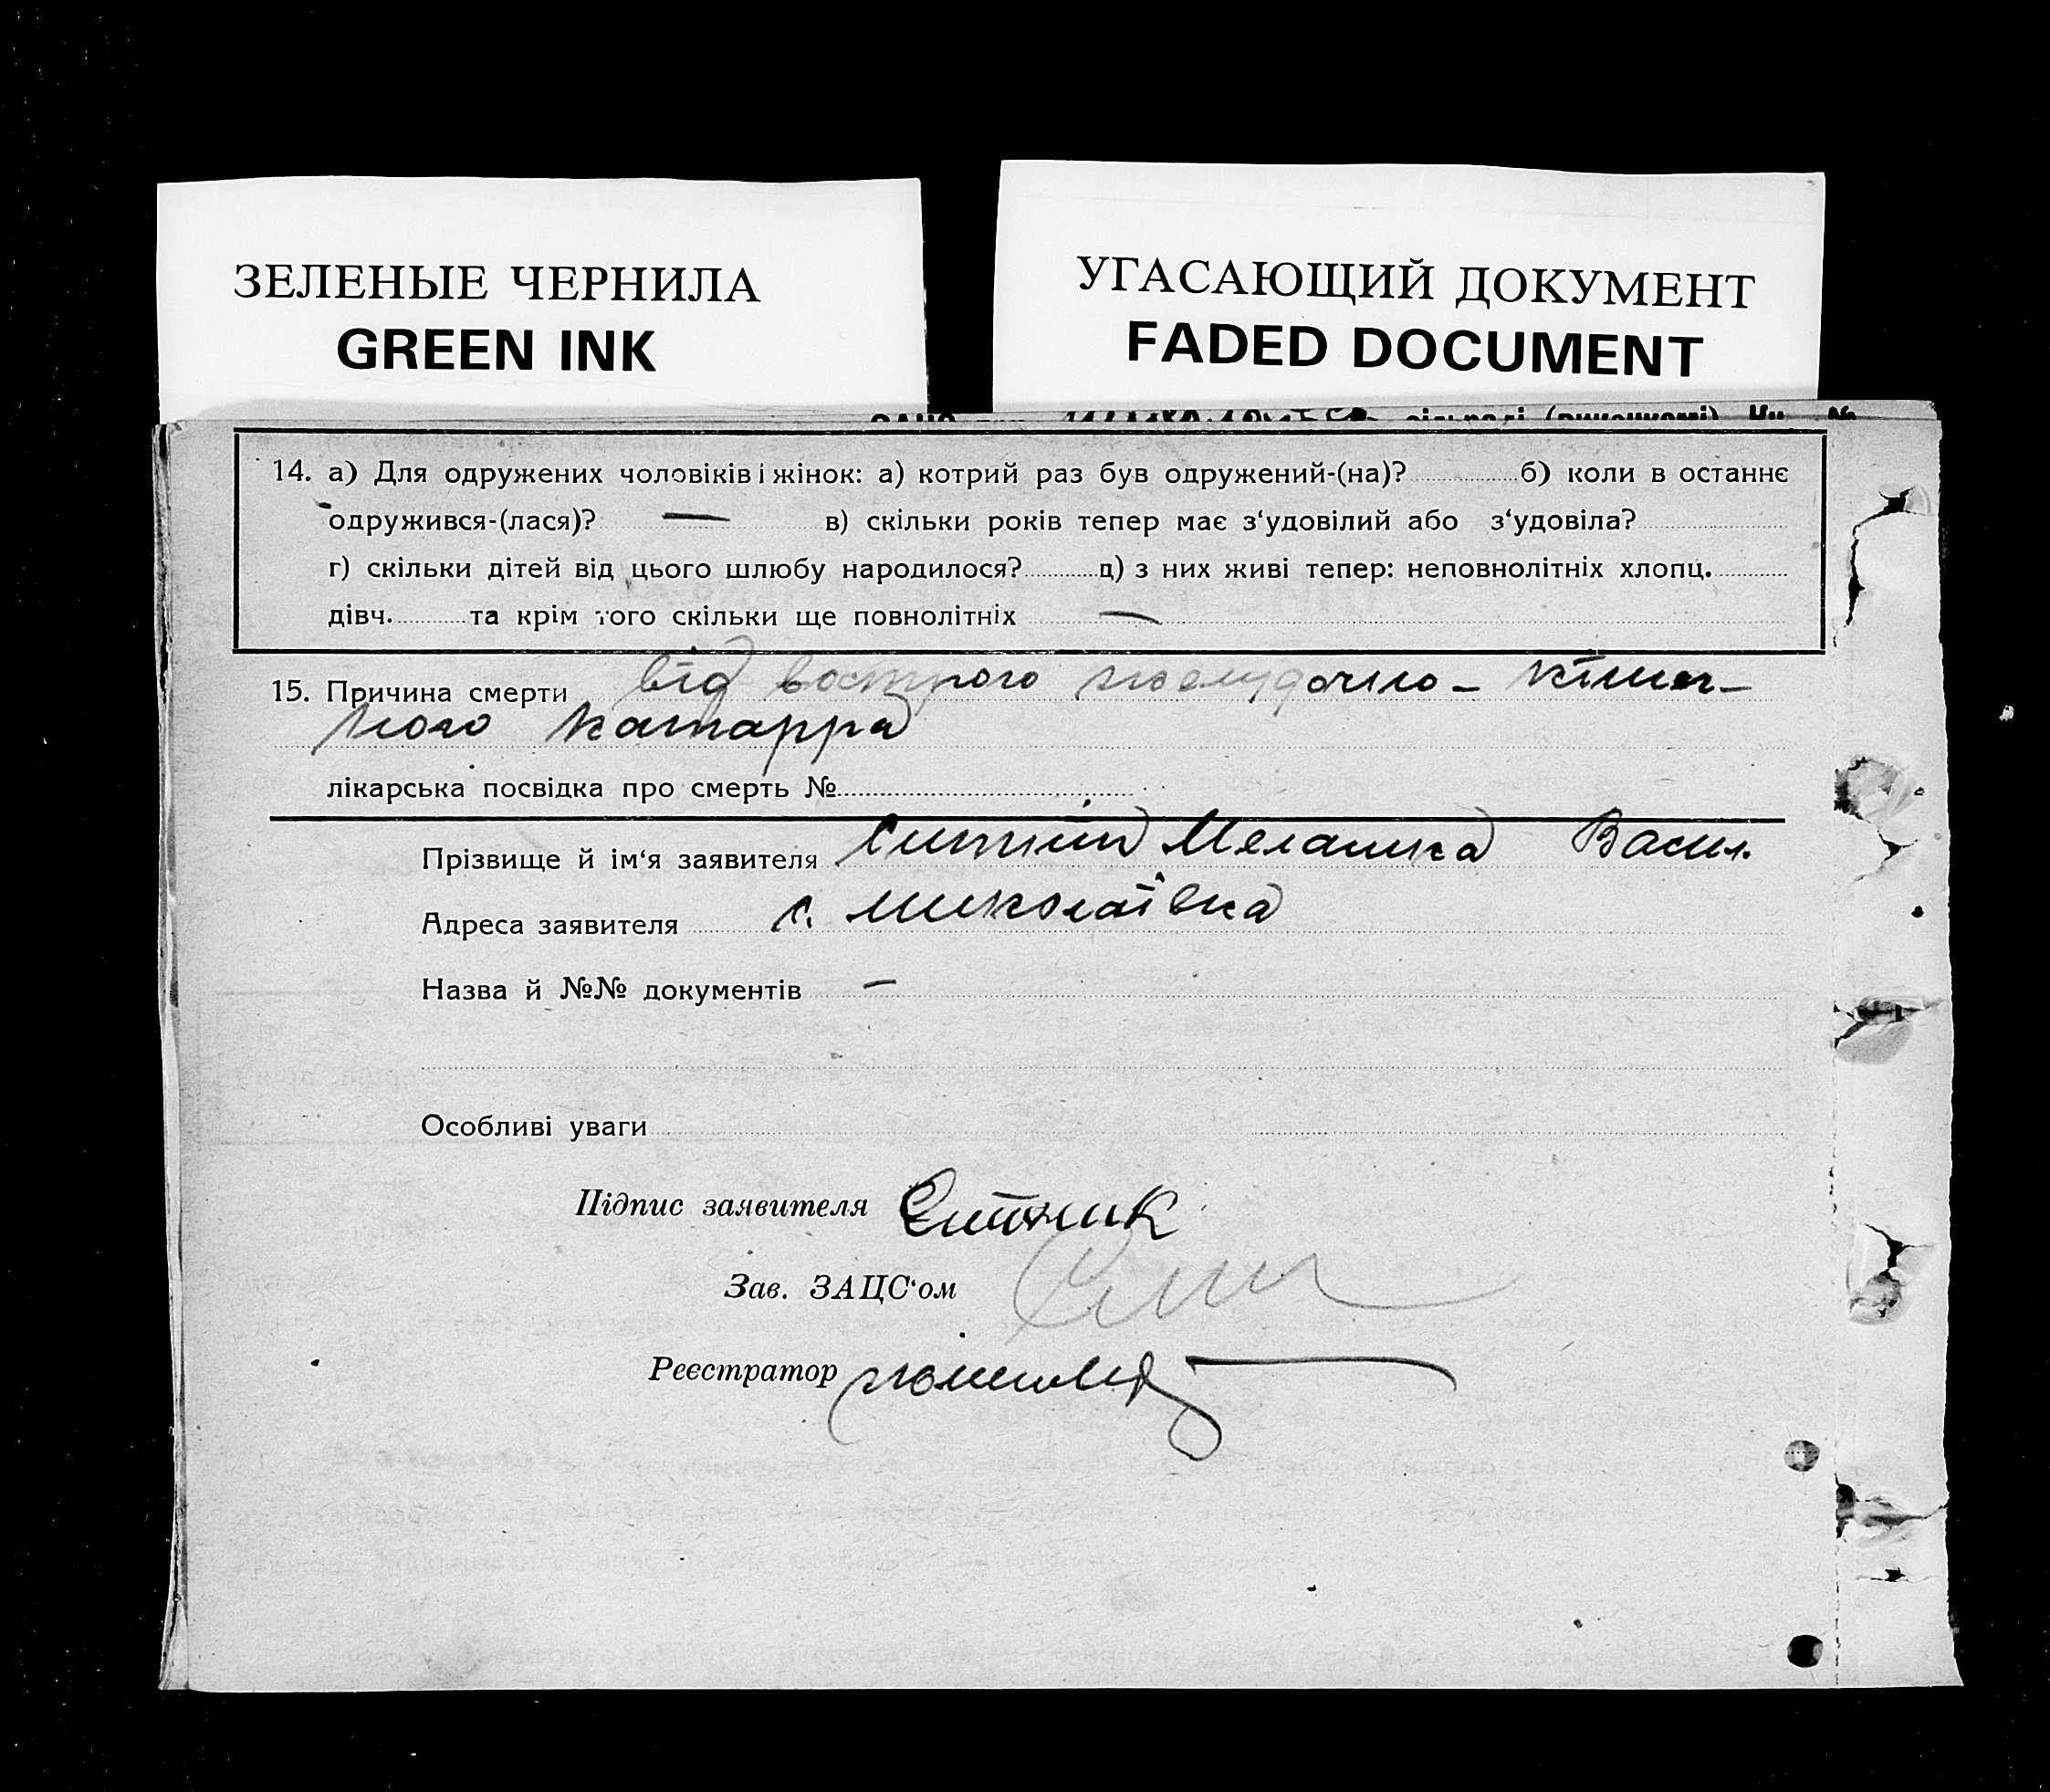 ЗЕЛЕНЫЕ ЧЕРНИЛА
GREEN INK
УГАСАЮЩИЙ ДОКУМЕНТ
FADED DOCUMENT
14. а) Для одружених чоловіків і жінок: а) котрий раз був одружений-(на)? б) коли в останнє
одружився-(лася)? — в) скільки років тепер має з‘удовілий або з‘удовіла?
г) скільки дітей від цього шлюбу народилося? д) з них живі тепер: неповнолітніх хлопц.
дівч. та крім того скільки ще повнолітніх —
15. Причина смерти від вострого желудочно-кишеч-
ного катарра
лікарська посвідка про смерть №
Прізвище й ім‘я заявителя Мелашка Васил.
Адреса заявителя с. Миколаївка
Назва й №№ документів —
Особливі уваги
Підпис заявителя Ситник
Зав. ЗАЦС‘ом
Реєстратор